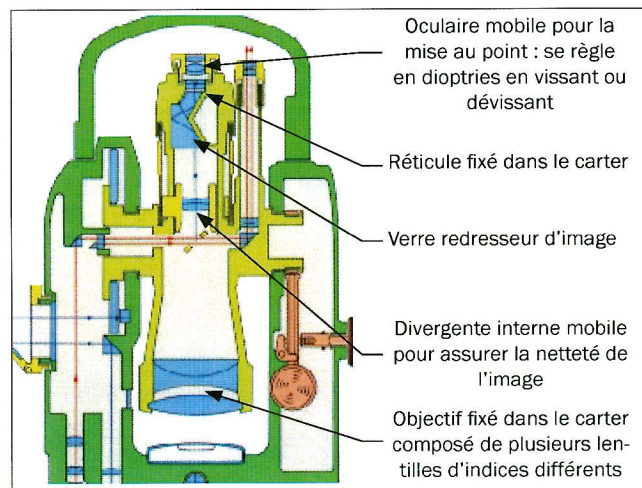 Oculaire mobile pour la
mise au point : se règle
en dioptries en vissant ou
dévissant
Réticule fixé dans le carter
Verre redresseur d'image
Divergente interne mobile
pour assurer la netteté de
l'image
Objectif fixé dans le carter
composé de plusieurs len-
tilles d'indices différents